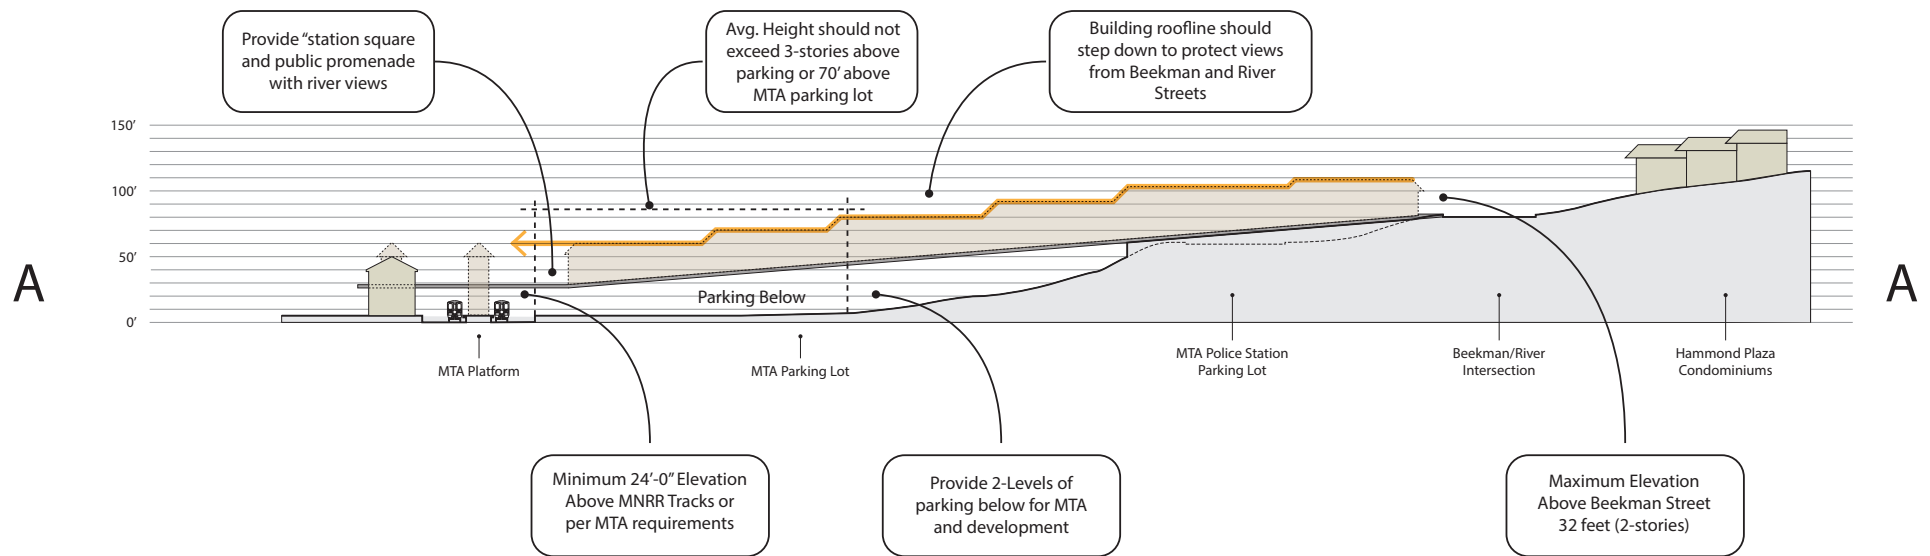 Provide “station square
and public promenade
with river views
Avg. Height should not
exceed 3-stories above
parking or 70’ above
MTA parking lot
Building roofline should
step down to protect views
from Beekman and River
Streets
150’
100’
50’
0’
A
A
Parking Below
MTA Platform
MTA Parking Lot
MTA Police Station
Parking Lot
Beekman/River
Intersection
Hammond Plaza
Condominiums
Minimum 24’-0” Elevation
Above MNRR Tracks or
per MTA requirements
Provide 2-Levels of
parking below for MTA
and development
Maximum Elevation
Above Beekman Street
32 feet (2-stories)